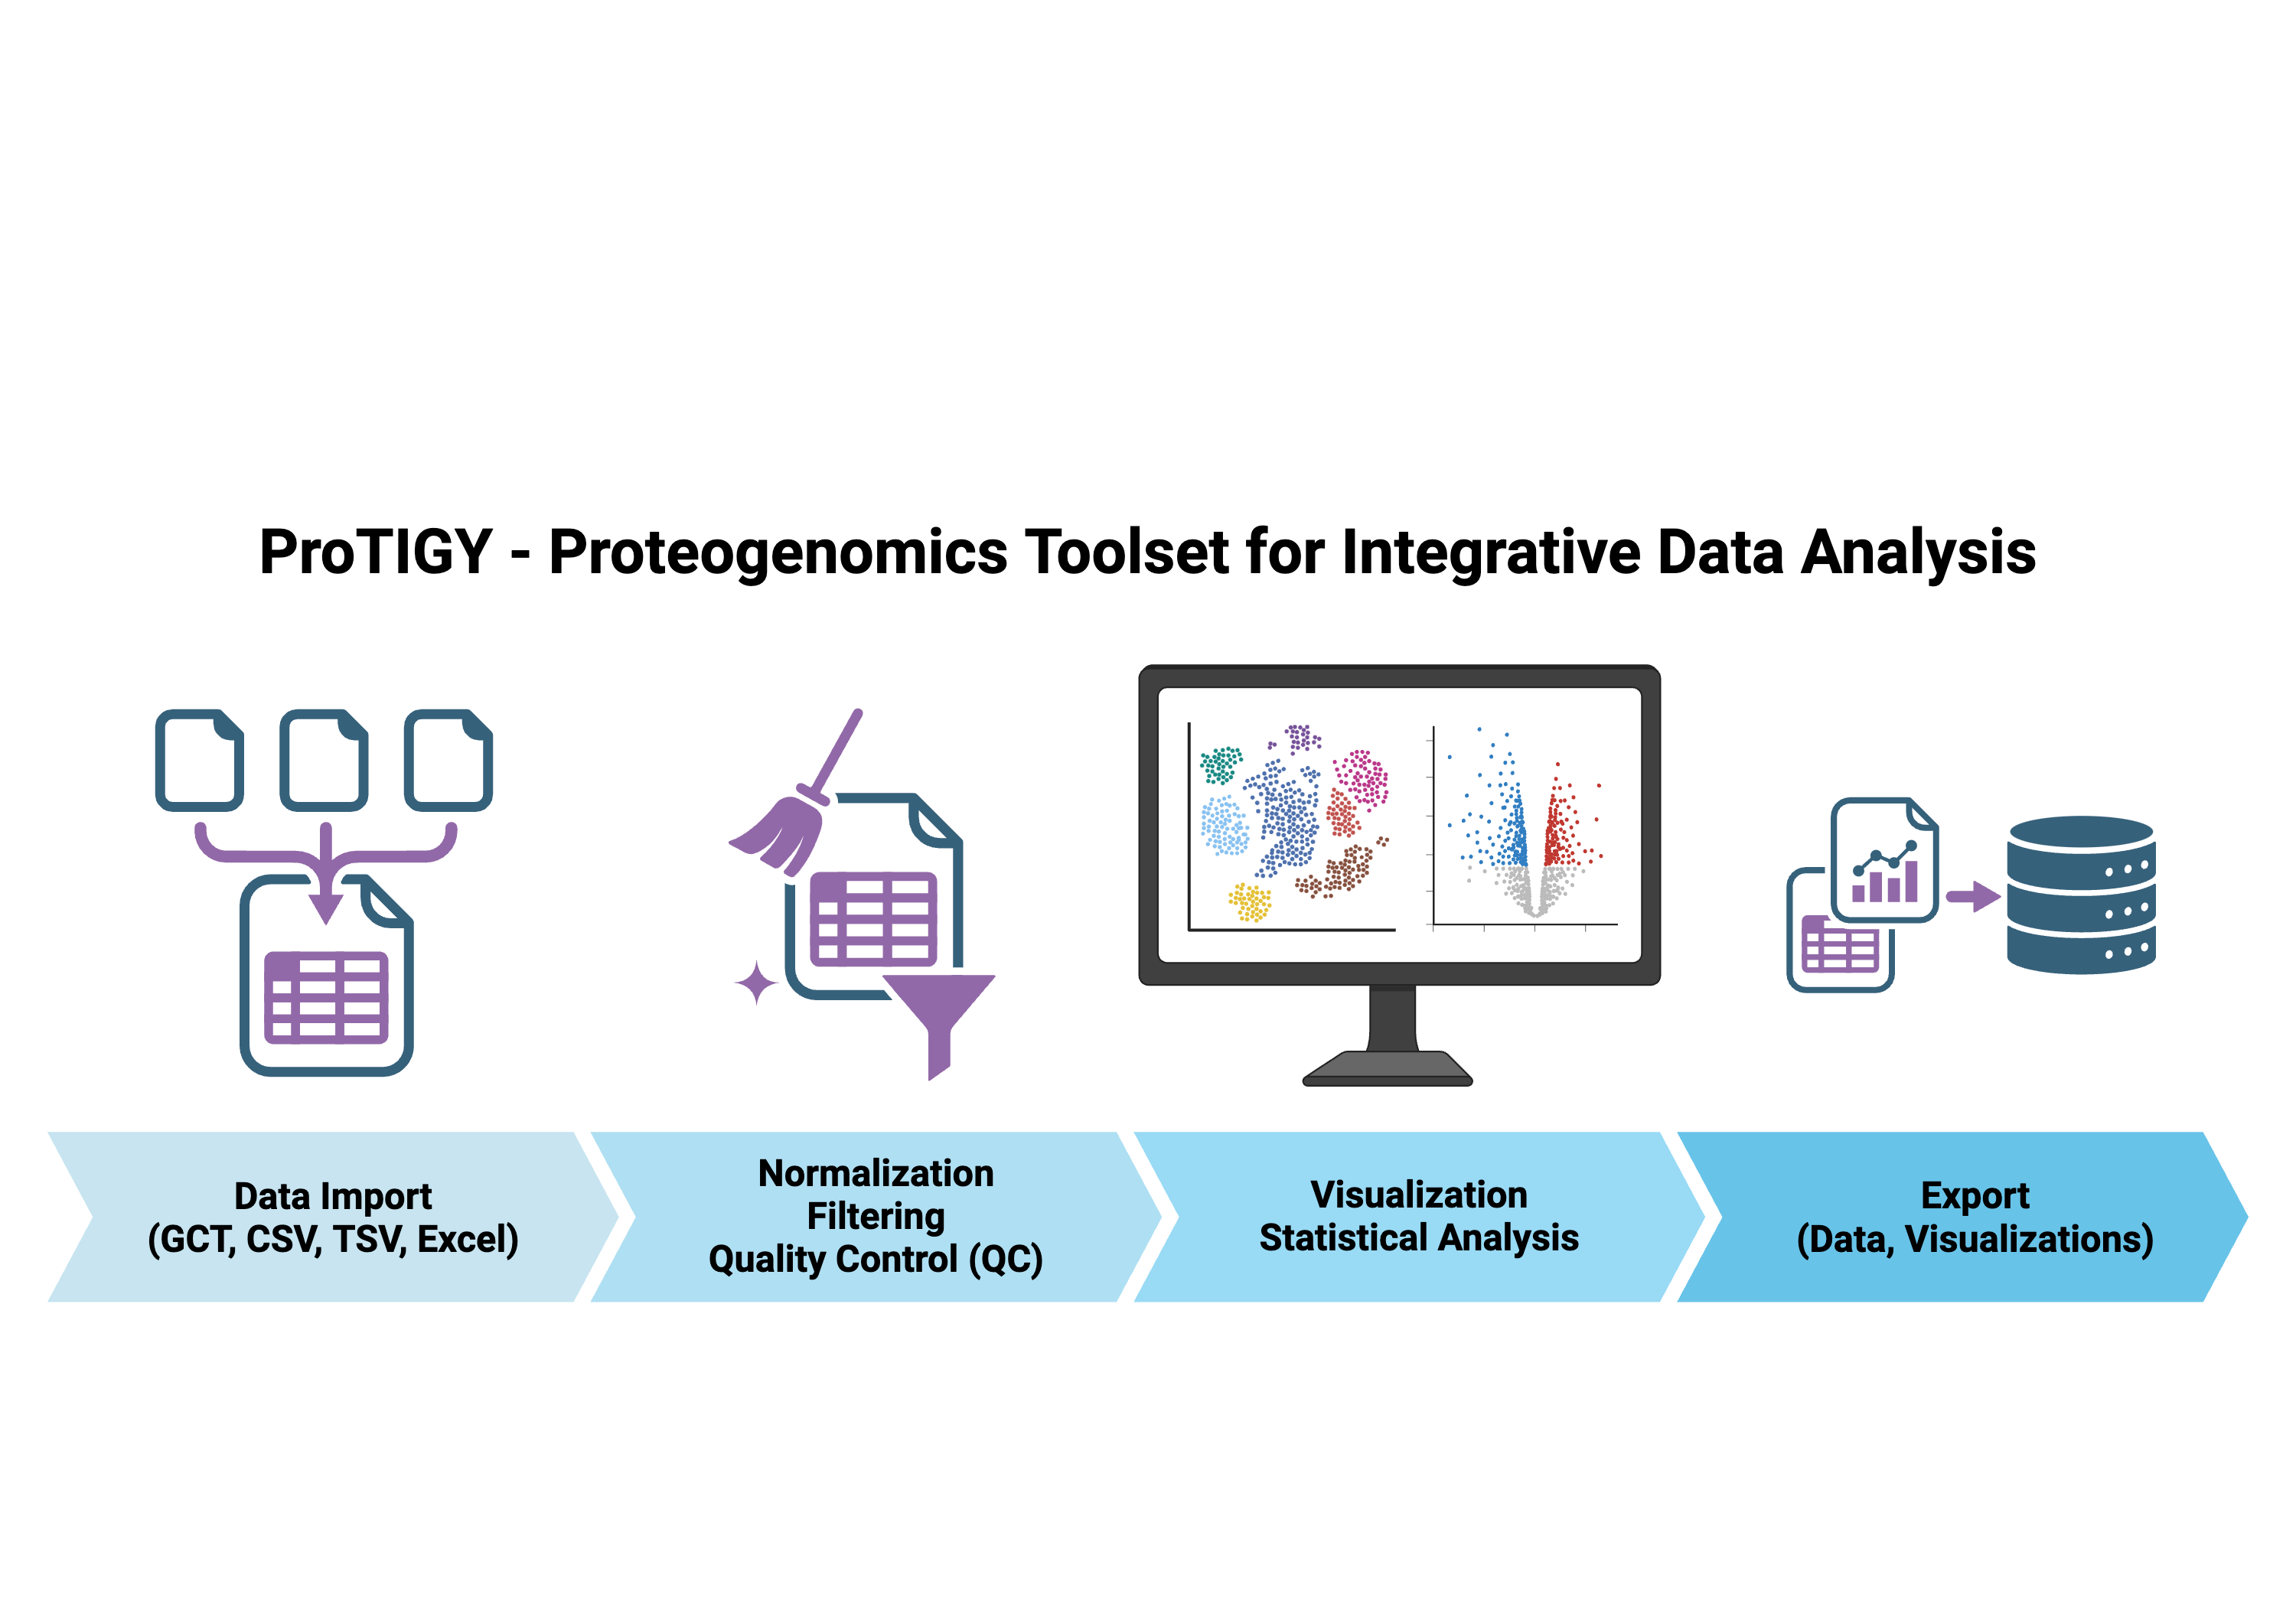 ProTIGY - Proteogenomics Toolset for Integrative Data Analysis
Data Import
(GCT, CSV, TSV, Excel)
Normalization
Filtering
Quality Control (QC)
Visualization
Statistical Analysis
Export
(Data, Visualizations)